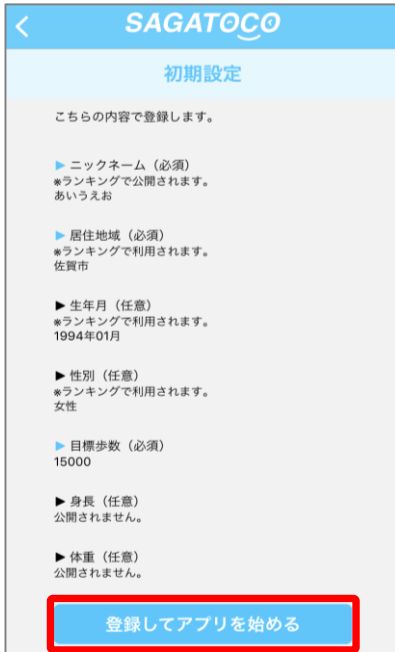 SAGATOCO
初期設定
こちらの内容で登録します。
▶ ニックネーム（必須）
※ランキングで公開されます。
あいうえお
▶ 居住地域（必須）
※ランキングで利用されます。
佐賀市
▶ 生年月（任意）
※ランキングで利用されます。
1994年01月
▶ 性別（任意）
※ランキングで利用されます。
女性
▶ 目標歩数（必須）
15000
▶ 身長（任意）
公開されません。
▶ 体重（任意）
公開されません。
登録してアプリを始める